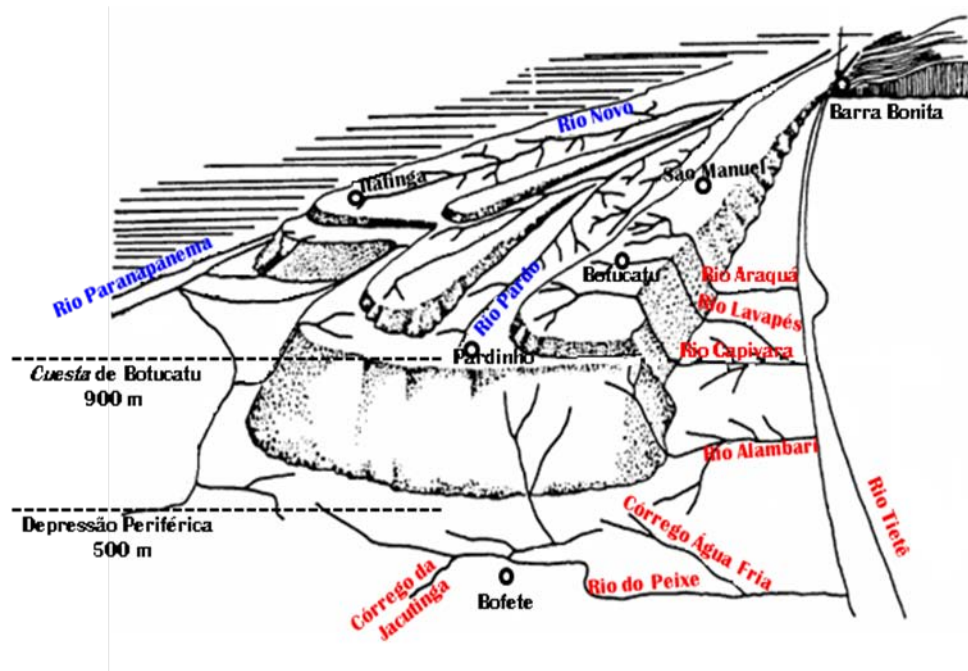 Barra Bonita
Rio Novo
São Manuel
Itatinga
Rio Paranapánema
Botucatu
Rio Araquá
Rio Pardo
Rio Lavapés
Pardinho
Rio Capivara
Cuesta de Botucatu
900 m
Rio Alambari
Rio Tietê
Depressão Periférica
500 m
Córrego Água Fria
Córrego da
Jacutinga
Rio do Peixe
Bofete